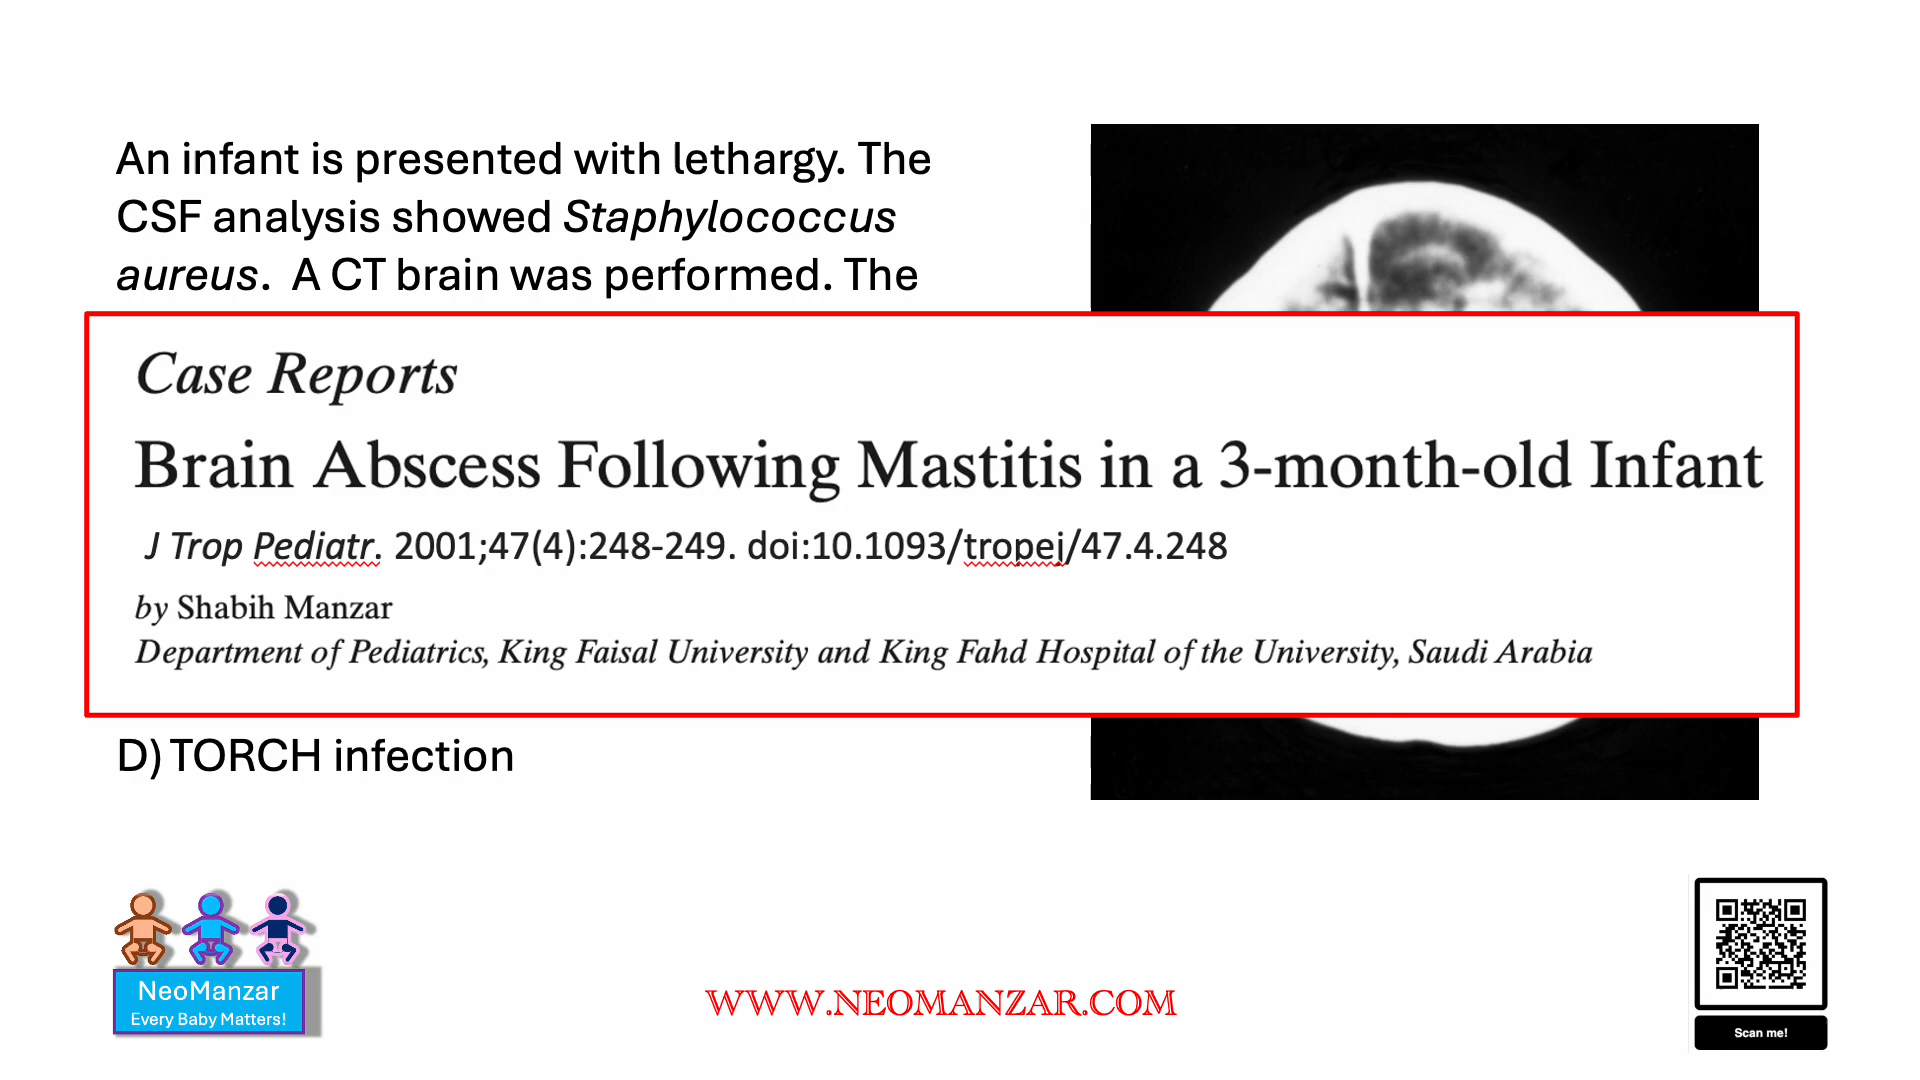 An infant is presented with lethargy. The
CSF analysis showed Staphylococcus
aureus.  A CT brain was performed. The
Case Reports
Brain Abscess Following Mastitis in a 3-month-old Infant
J Trop Pediatr. 2001;47(4):248-249. doi:10.1093/tropej/47.4.248
by Shabih Manzar
Department of Pediatrics, King Faisal University and King Fahd Hospital of the University, Saudi Arabia
D) TORCH infection
NeoManzar
Every Baby Matters!
WWW.NEOMANZAR.COM
Scan me!